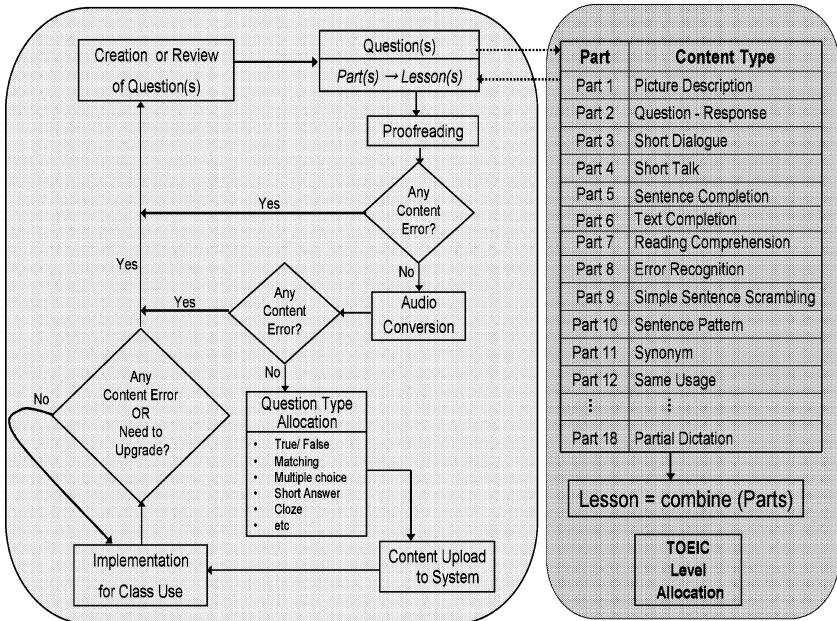 Creation or Review
of Question(s)
Question(s)
Part(s) → Lesson(s)
Proofreading
Any
Content
Error?
Yes
No
Audio
Conversion
Any
Content
Error?
Yes
No
Question Type
Allocation
• True/ False
• Matching
• Multiple choice
• Short Answer
• Cloze
• etc
Content Upload
to System
Implementation
for Class Use
Any
Content Error
OR
Need to
Upgrade?
Yes
No
Part Content Type
Part 1 Picture Description
Part 2 Question - Response
Part 3 Short Dialogue
Part 4 Short Talk
Part 5 Sentence Completion
Part 6 Text Completion
Part 7 Reading Comprehension
Part 8 Error Recognition
Part 9 Simple Sentence Scrambling
Part 10 Sentence Pattern
Part 11 Synonym
Part 12 Same Usage
⋮ ⋮
Part 18 Partial Dictation
Lesson = combine (Parts)
TOEIC
Level
Allocation